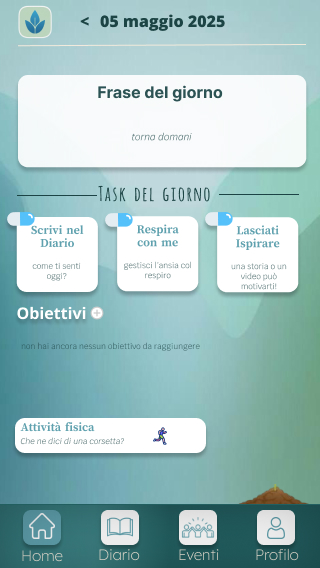 < 05 maggio 2025
Frase del giorno
torna domani
Task del giorno
Scrivi nel
Diario
come ti senti
oggi?
Respira
con me
gestisci l'ansia col
respiro
Lasciati
Ispirare
una storia o un
video può
motivarti!
Obiettivi
non hai ancora nessun obiettivo da raggiungere
Attività fisica
Che ne dici di una corsetta?
Home
Diario
Eventi
Profilo